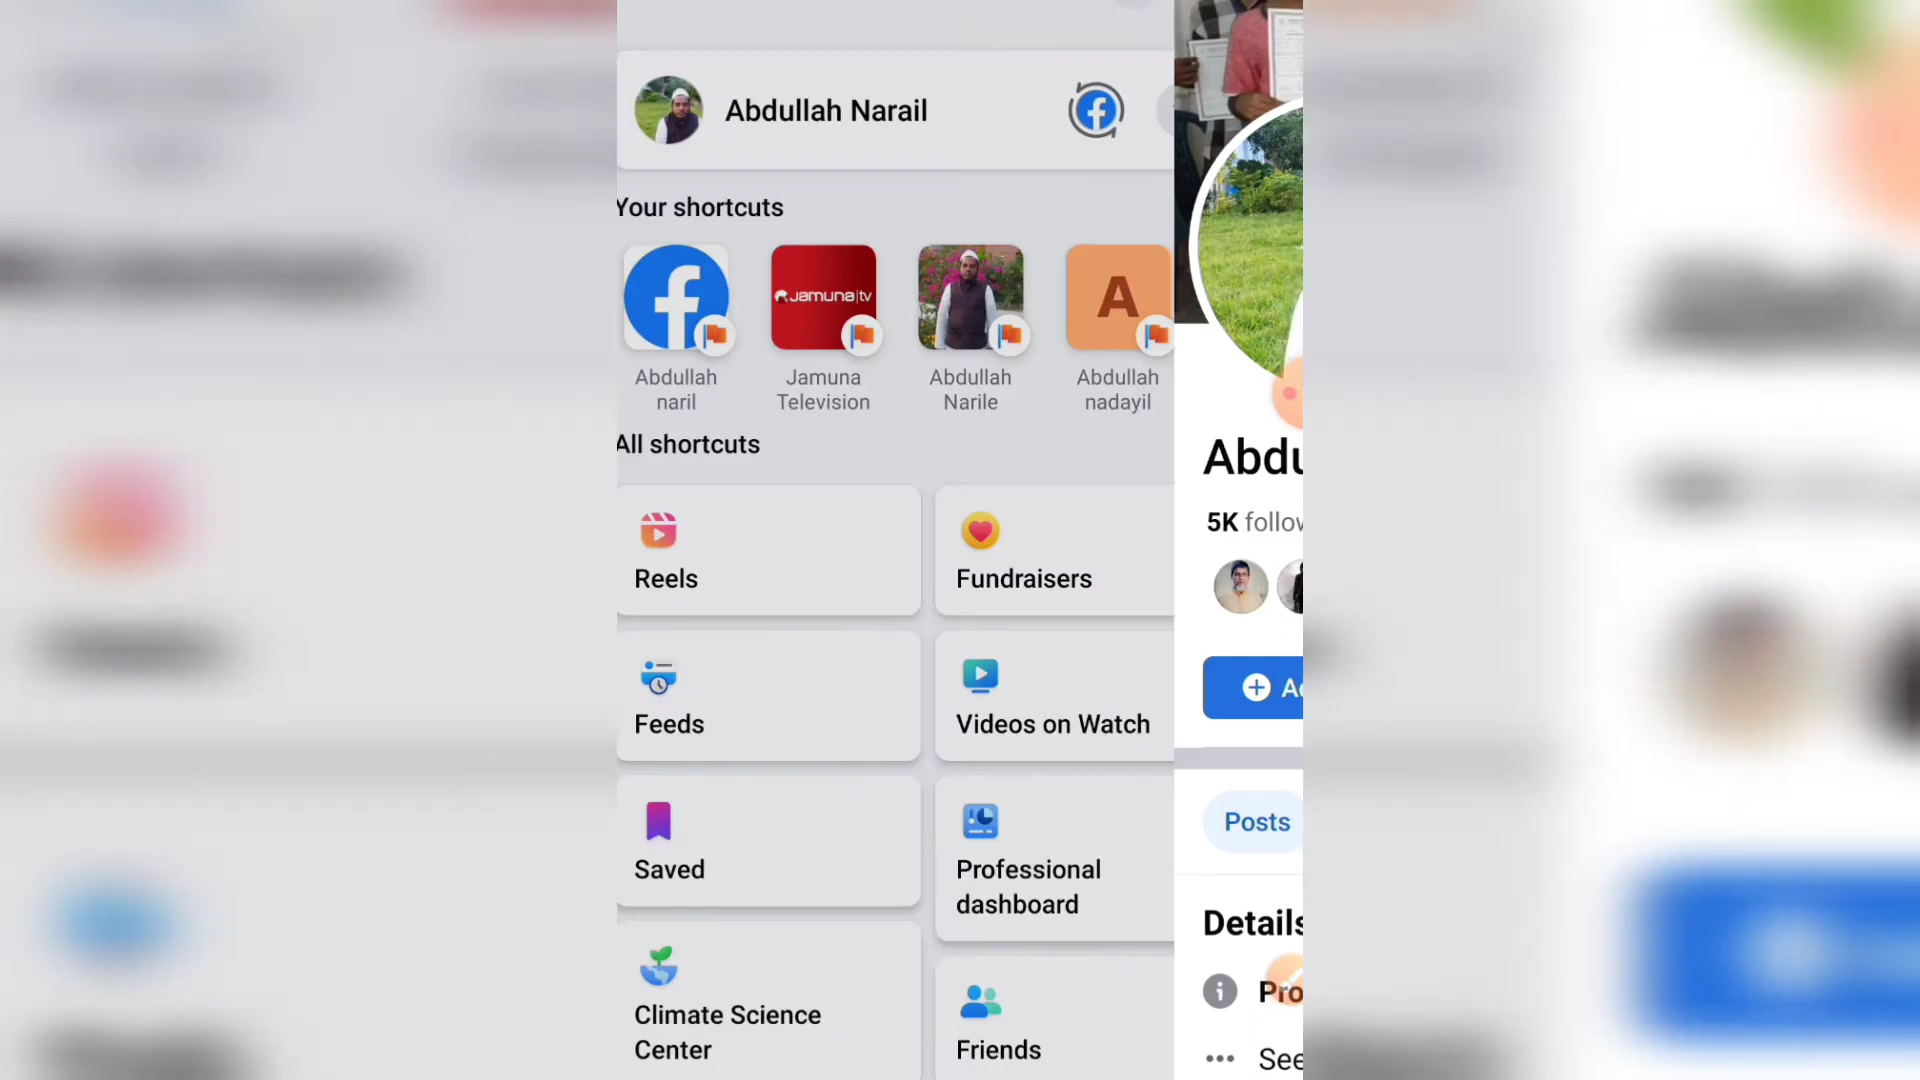 Abdullah Narail
Your shortcuts
Jamuna|tv
A
Abdullah
naril
Jamuna
Television
Abdullah
Narile
Abdullah
nadayil
All shortcuts
Reels
Fundraisers
Feeds
Videos on Watch
Saved
Professional
dashboard
Climate Science
Center
Friends
Abdu
5K follow
Posts
Details
Pro
See